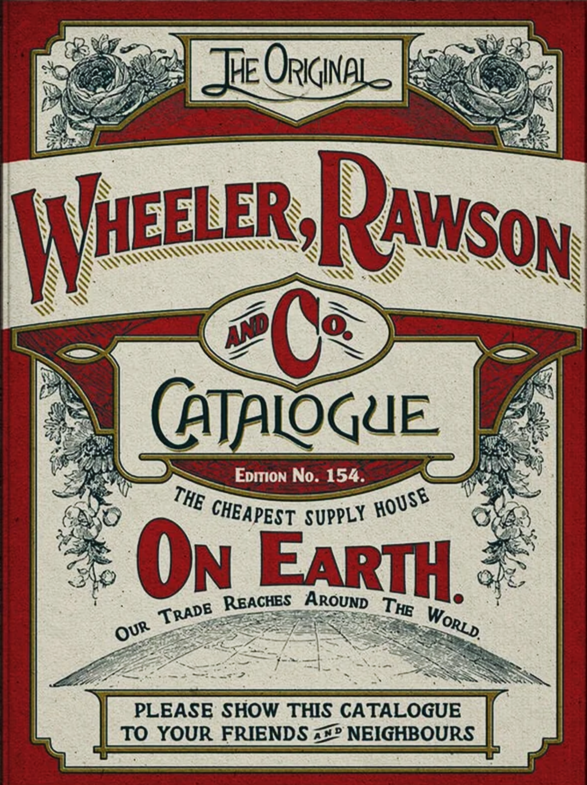 The Original
Wheeler, Rawson
and Co.
Catalogue
Edition No. 154.
THE CHEAPEST SUPPLY HOUSE
On Earth.
Our Trade Reaches Around The World.
PLEASE SHOW THIS CATALOGUE
TO YOUR FRIENDS AND NEIGHBOURS